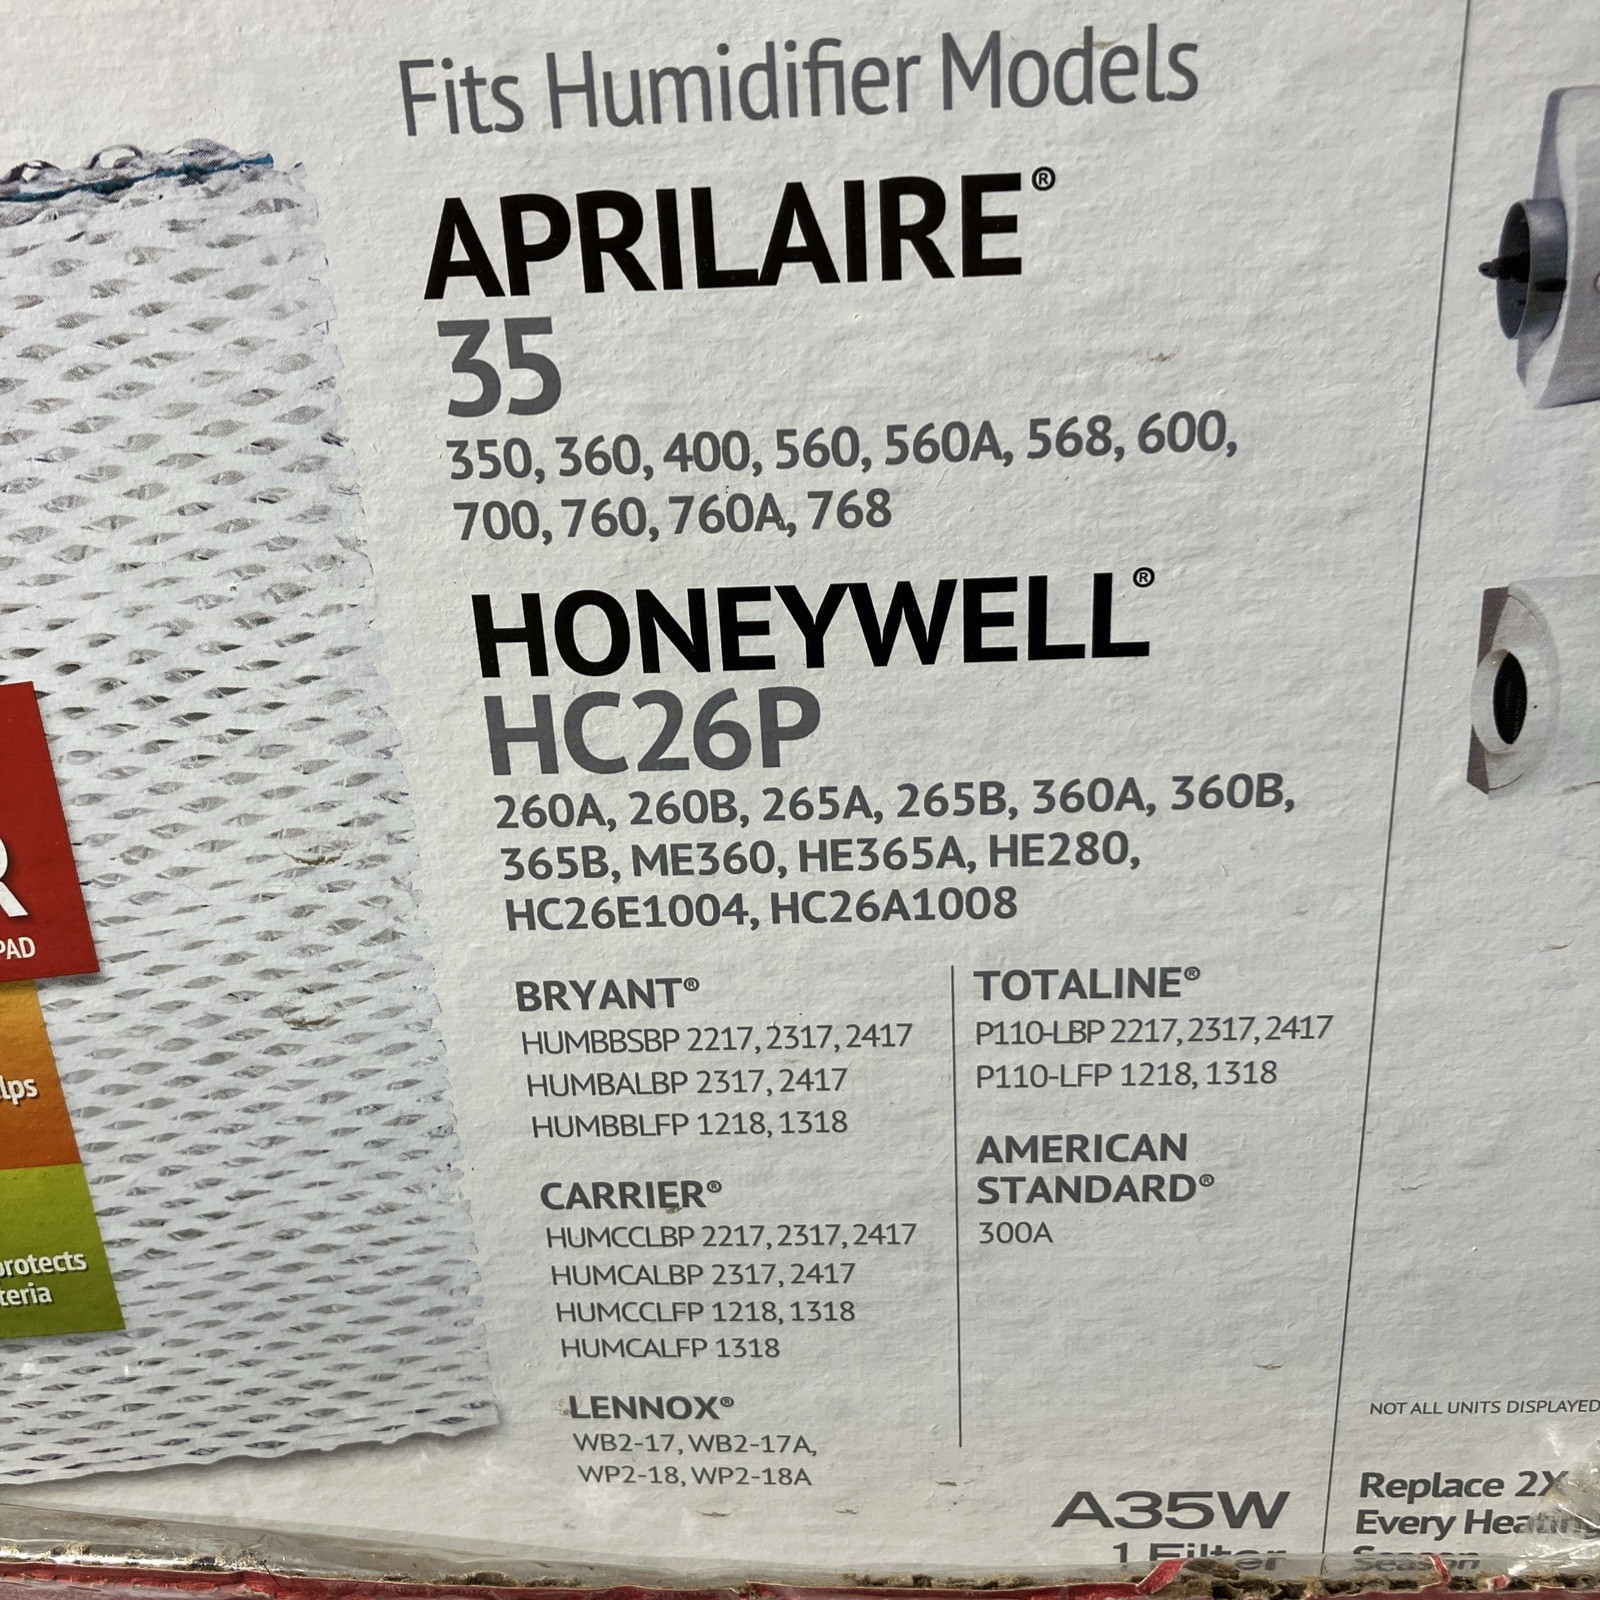 Fits Humidifier Models
APRILAIRE®
35
350, 360, 400, 560, 560A, 568, 600,
700, 760, 760A, 768
HONEYWELL®
HC26P
260A, 260B, 265A, 265B, 360A, 360B,
365B, ME360, HE365A, HE280,
HC26E1004, HC26A1008
BRYANT®
HUMBBSBP 2217, 2317, 2417
HUMBALBP 2317, 2417
HUMBBLFP 1218, 1318
CARRIER®
HUMCCLBP 2217, 2317, 2417
HUMCALBP 2317, 2417
HUMCCLFP 1218, 1318
HUMCALFP 1318
LENNOX®
WB2-17, WB2-17A,
WP2-18, WP2-18A
TOTALINE®
P110-LBP 2217, 2317, 2417
P110-LFP 1218, 1318
AMERICAN
STANDARD®
300A
A35W
1 Filter
NOT ALL UNITS DISPLAYED
Replace 2X
Every Heating
Season
R
PAD
lps
rotects
teria